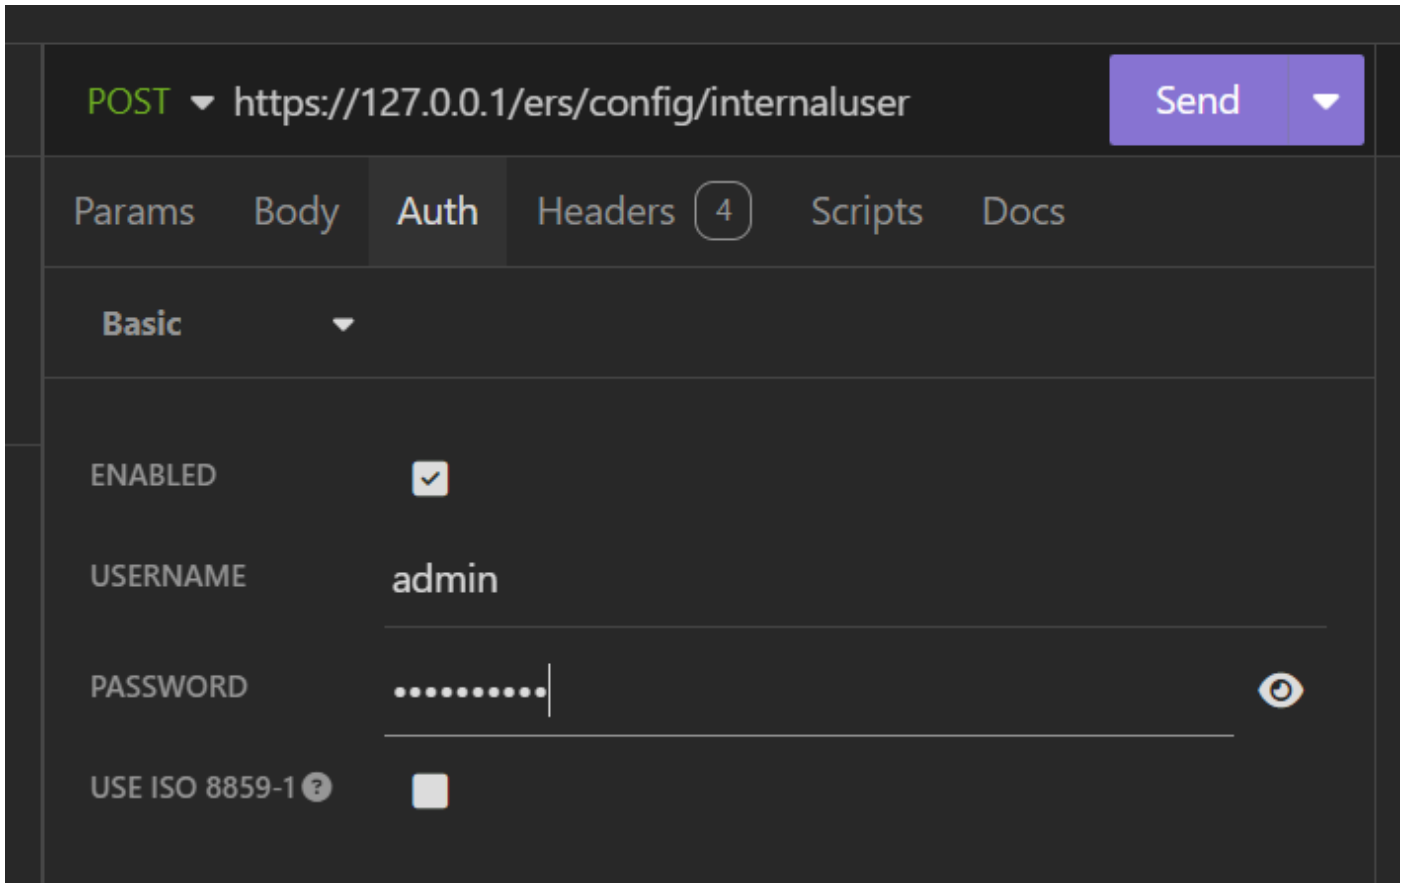 POST https://127.0.0.1/ers/config/internaluser Send
Params Body Auth Headers 4 Scripts Docs
Basic
ENABLED
USERNAME admin
PASSWORD ••••••••••
USE ISO 8859-1 ?